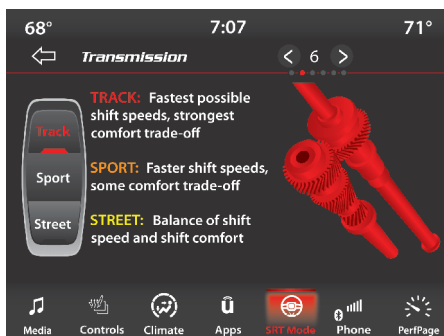 68° 7:07 71°
Transmission < 6 >
TRACK: Fastest possible
shift speeds, strongest
comfort trade-off
Track
SPORT: Faster shift speeds,
some comfort trade-off
Sport
STREET: Balance of shift
speed and shift comfort
Street
Media Controls Climate Apps SRT Mode Phone PerfPage